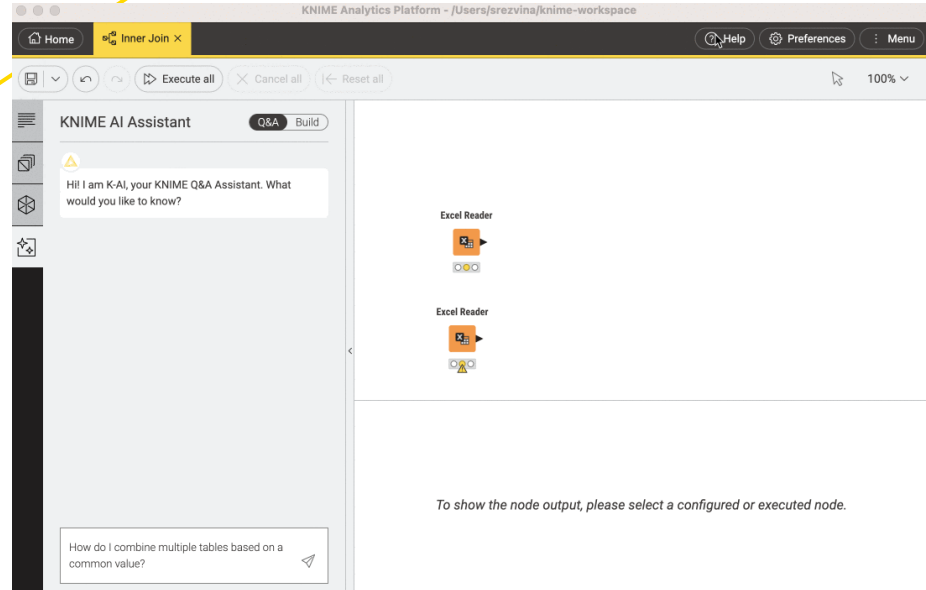 KNIME Analytics Platform - /Users/srezvina/knime-workspace
Home
Inner Join ×
Help
Preferences
Menu
Execute all
Cancel all
Reset all
100%
KNIME AI Assistant
Q&A
Build
Hi! I am K-AI, your KNIME Q&A Assistant. What
would you like to know?
Excel Reader
Excel Reader
To show the node output, please select a configured or executed node.
How do I combine multiple tables based on a
common value?